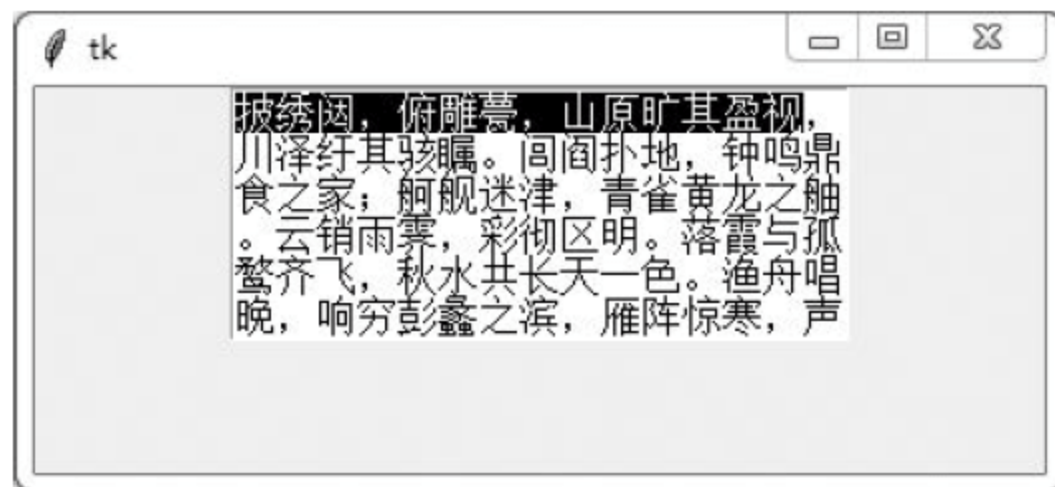 tk
披绣闼，俯雕甍，山原旷其盈视，
川泽纡其骇瞩。闾阎扑地，钟鸣鼎
食之家；舸舰迷津，青雀黄龙之舳
。云销雨霁，彩彻区明。落霞与孤
鹜齐飞，秋水共长天一色。渔舟唱
晚，响穷彭蠡之滨，雁阵惊寒，声